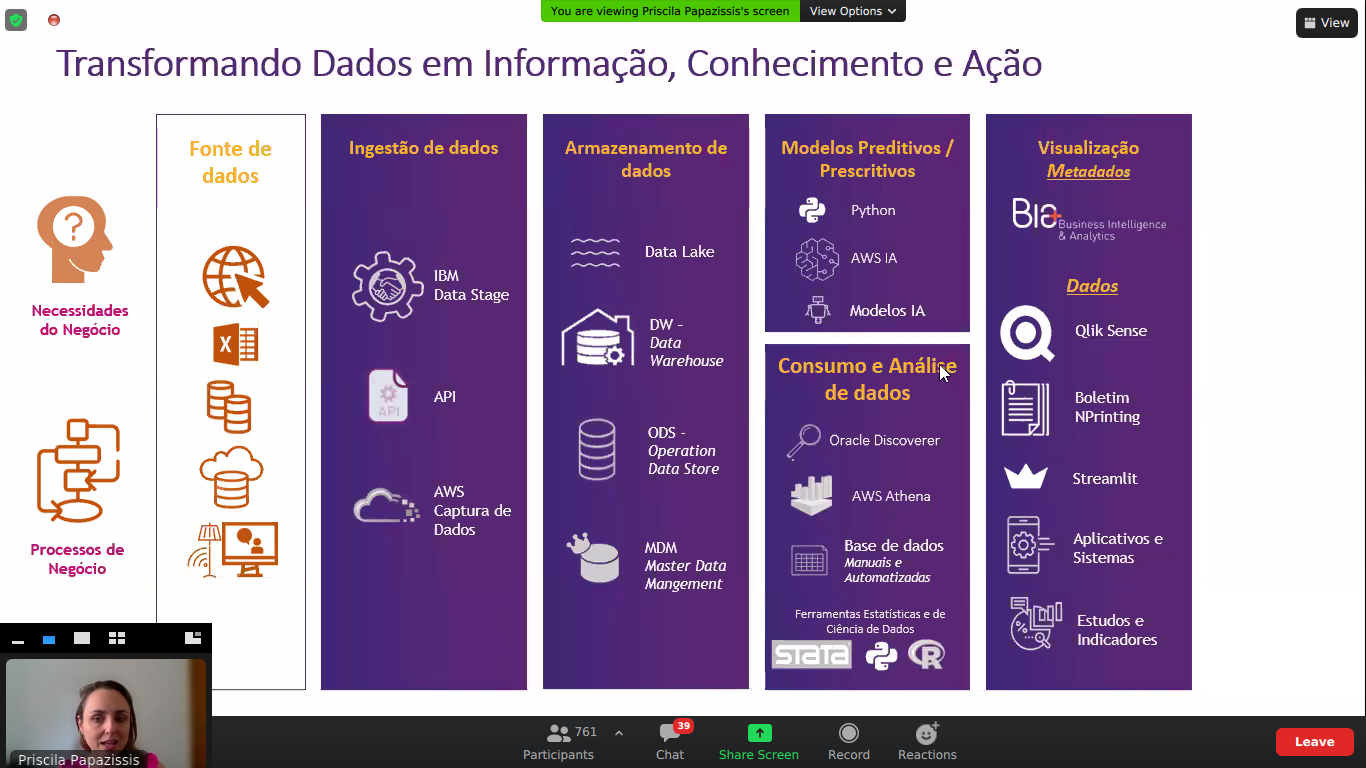 You are viewing Priscila Papazissis's screen
View Options
View
Transformando Dados em Informação, Conhecimento e Ação
Necessidades
do Negócio
Processos de
Negócio
Fonte de
dados
Ingestão de dados
IBM
Data Stage
API
API
AWS
Captura de
Dados
Armazenamento de
dados
Data Lake
DW –
Data
Warehouse
ODS -
Operation
Data Store
MDM
Master Data
Mangement
Modelos Preditivos /
Prescritivos
Python
AWS IA
Modelos IA
Consumo e Análise
de dados
Oracle Discoverer
AWS Athena
Base de dados
Manuais e
Automatizadas
Ferramentas Estatísticas e de
Ciência de Dados
STATA
R
Visualização
Metadados
BIA+
Business Intelligence
& Analytics
Dados
Qlik Sense
Boletim
NPrinting
Streamlit
Aplicativos e
Sistemas
Estudos e
Indicadores
Priscila Papazissis
761
Participants
39
Chat
Share Screen
Record
Reactions
Leave